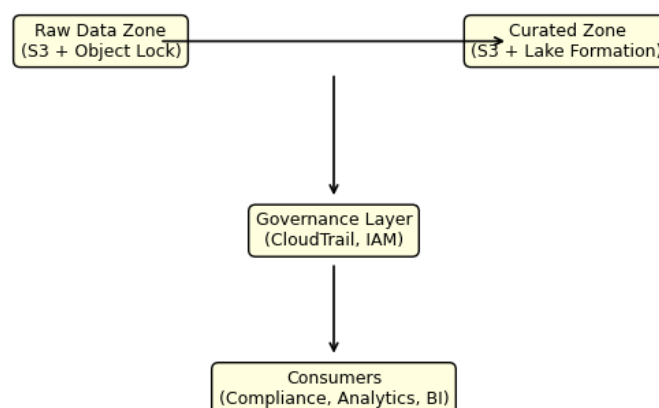 Raw Data Zone
(S3 + Object Lock)
Curated Zone
(S3 + Lake Formation)
Governance Layer
(CloudTrail, IAM)
Consumers
(Compliance, Analytics, BI)